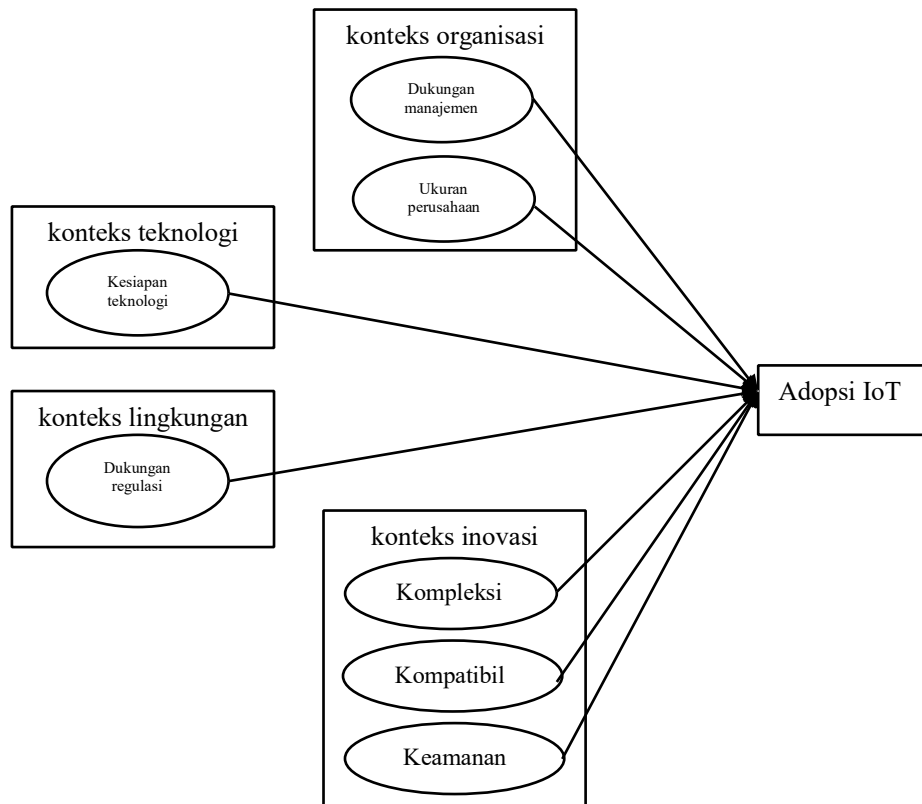 konteks organisasi
Dukungan
manajemen
Ukuran
perusahaan
konteks teknologi
Kesiapan
teknologi
konteks lingkungan
Dukungan
regulasi
Adopsi IoT
konteks inovasi
Kompleksi
Kompatibil
Keamanan